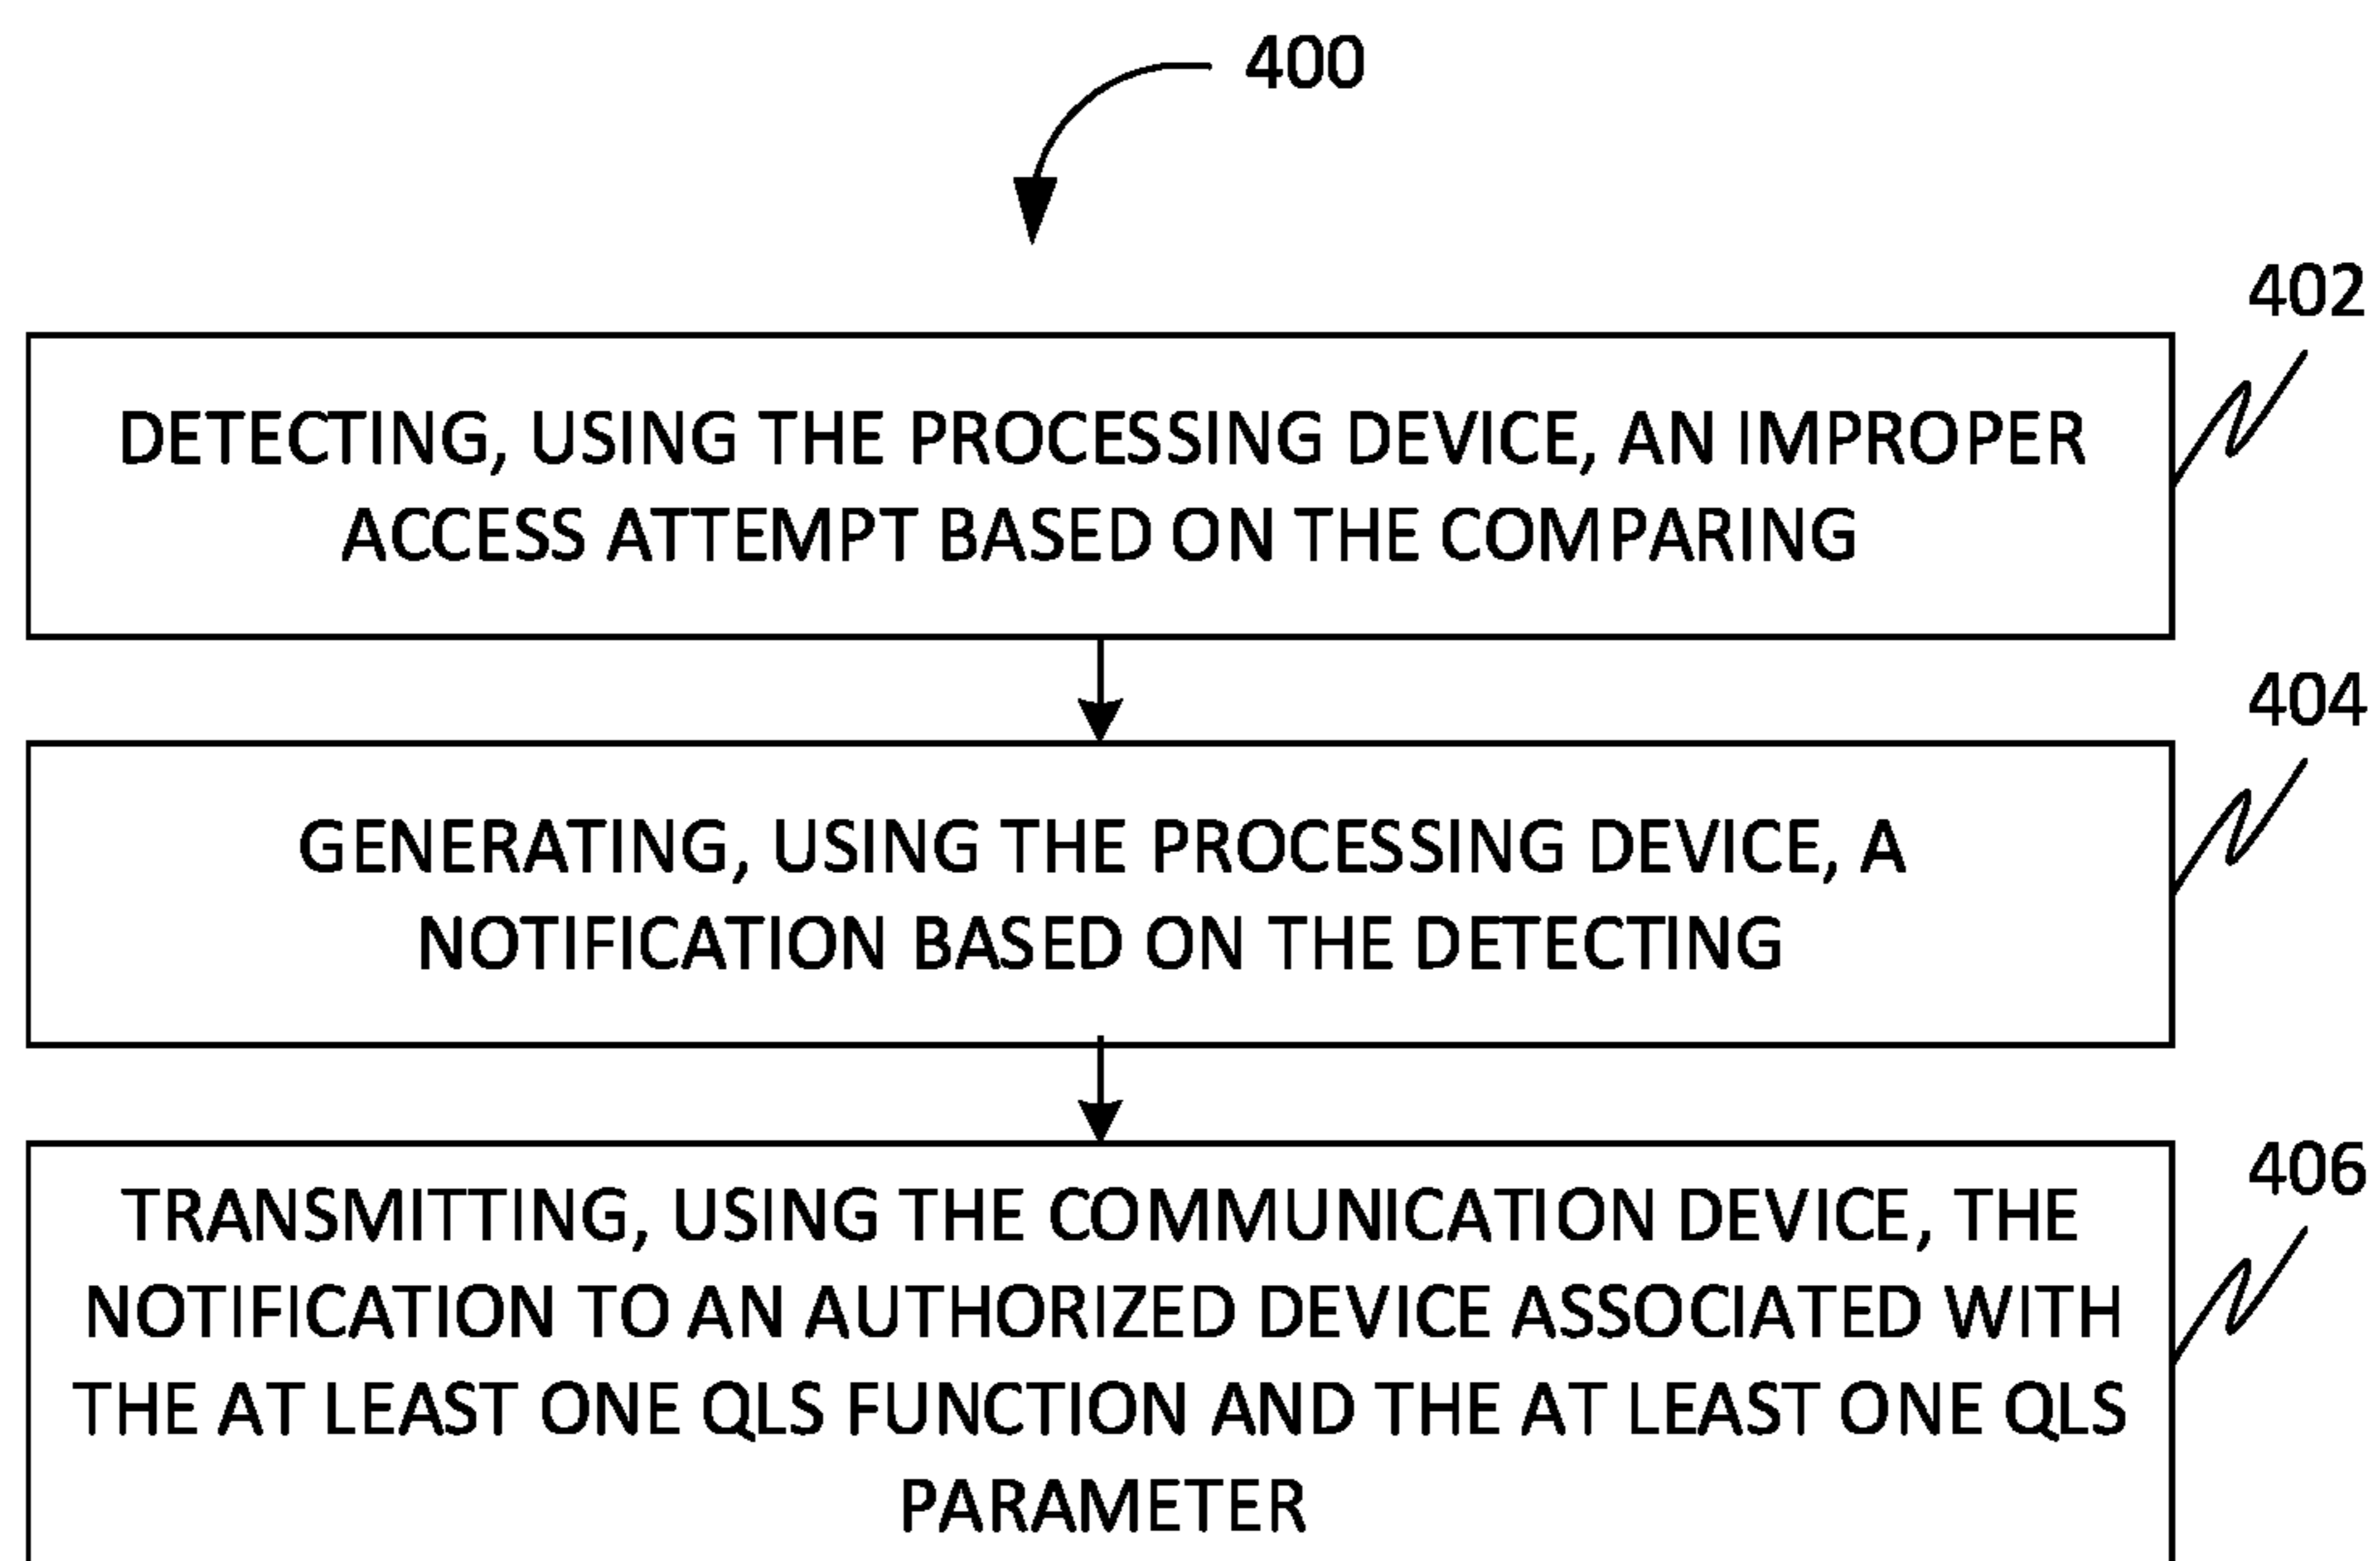 400
402
DETECTING, USING THE PROCESSING DEVICE, AN IMPROPER
ACCESS ATTEMPT BASED ON THE COMPARING
404
GENERATING, USING THE PROCESSING DEVICE, A
NOTIFICATION BASED ON THE DETECTING
406
TRANSMITTING, USING THE COMMUNICATION DEVICE, THE
NOTIFICATION TO AN AUTHORIZED DEVICE ASSOCIATED WITH
THE AT LEAST ONE QLS FUNCTION AND THE AT LEAST ONE QLS
PARAMETER